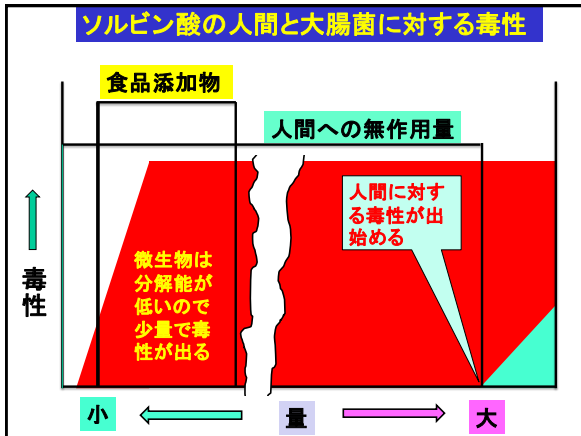 ソルビン酸の人間と大腸菌に対する毒性
食品添加物
人間への無作用量
人間に対
する毒性が出
始める
毒性
微生物は
分解能が
低いので
少量で毒
性が出る
小
量
大